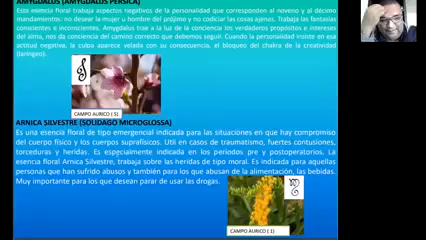 AMYGDALUS (AMYGDALUS PERSICA)
Este esencia floral trabaja aspectos negativos de la personalidad que corresponden al noveno y al décimo
mandamientos: no desear la mujer u hombre del prójimo y no codiciar las cosas ajenas. Trabaja las fantasías
conscientes e inconscientes. Amygdalus trae a la luz de la conciencia los verdaderos propósitos e intereses
del alma, nos da conciencia del camino correcto que debemos seguir. Cuando la personalidad insiste en esa
actitud negativa, la culpa aparece velada con su consecuencia, el bloqueo del chakra de la creatividad
(laríngeo).
CAMPO AURICO ( 5)
ARNICA SILVESTRE (SOLIDAGO MICROGLOSSA)
Es una esencia floral de tipo emergencial indicada para las situaciones en que hay compromiso
del cuerpo físico y los cuerpos suprafísicos. Util en casos de traumatismo, fuertes contusiones,
torceduras y heridas. Es especialmente indicada en los períodos pre y postoperatorios. La
esencia floral Arnica Silvestre, trabaja sobre las heridas de tipo moral. Es indicada para aquellas
personas que han sufrido abusos y también para los que abusan de la alimentación, las bebidas.
Muy importante para los que desean parar de usar las drogas.
CAMPO AURICO ( 1)